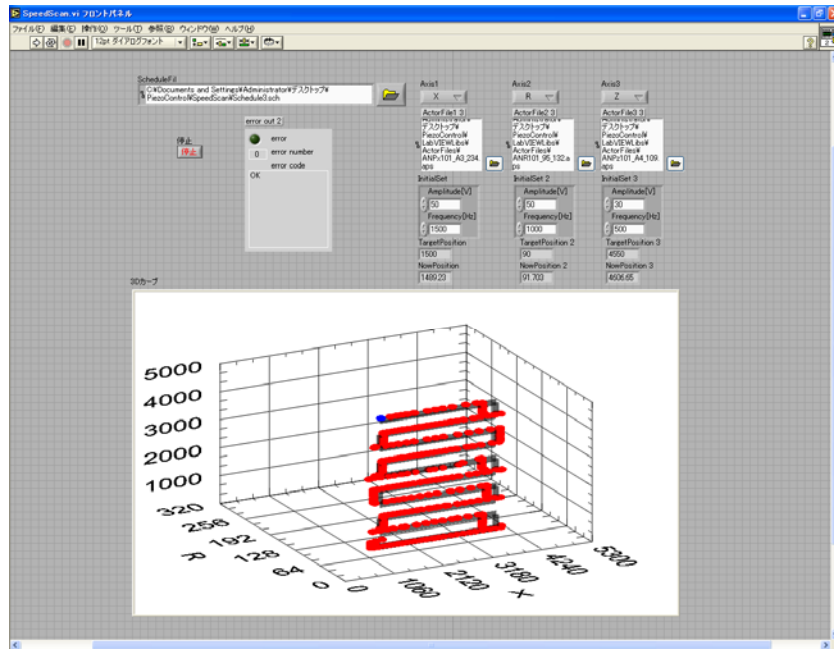 SpeedScan.vi フロントパネル
ファイル(F) 編集(E) 操作(O) ツール(T) 参照(B) ウィンドウ(W) ヘルプ(H)
12pt ダイアログフォント
ScheduleFil
C:¥Documents and Settings¥Administrator¥デスクトップ¥
PiezoControl¥SpeedScan¥Schedule3.sch
停止
停止
error out 2
error
0 error number
error code
OK
Axis1
X
ActorFile1 3
デスクトップ¥
PiezoControl¥
LabVIEWLibs¥
ActorFiles¥
ANPx101_A3_234.
aps
InitialSet
Amplitude[V]
50
Frequency[Hz]
1500
TargetPosition
1500
NowPosition
1489.23
Axis2
R
ActorFile2 3
デスクトップ¥
PiezoControl¥
LabVIEWLibs¥
ActorFiles¥
ANR101_95_132.a
ps
InitialSet 2
Amplitude[V]
50
Frequency[Hz]
1000
TargetPosition 2
90
NowPosition 2
91.703
Axis3
Z
ActorFile3 3
デスクトップ¥
PiezoControl¥
LabVIEWLibs¥
ActorFiles¥
ANPz101_A4_109.
aps
InitialSet 3
Amplitude[V]
30
Frequency[Hz]
500
TargetPosition 3
4550
NowPosition 3
4606.65
3Dカーブ
5000
4000
3000
2000
1000
320
256
192
128
64
0
R
0
1060
2120
3180
4240
5300
X